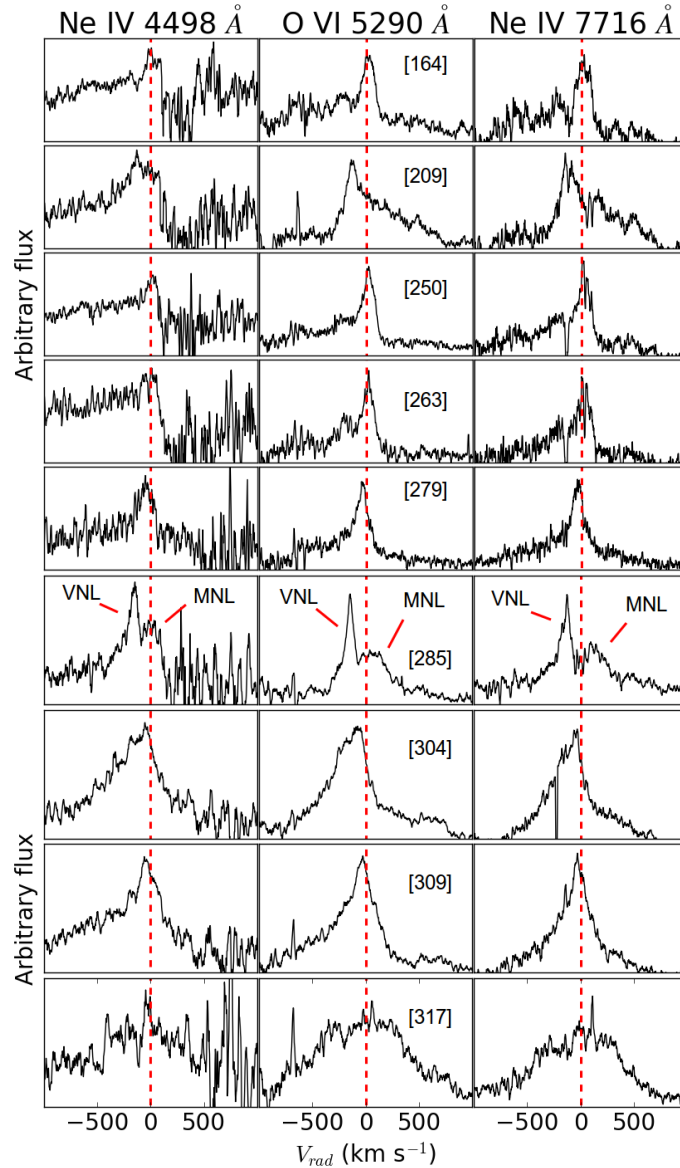 Ne IV 4498 Å O VI 5290 Å Ne IV 7716 Å
[164]
[209]
[250]
[263]
[279]
VNL MNL VNL MNL VNL MNL
[285]
[304]
[309]
[317]
Arbitrary flux
Arbitrary flux
−500 0 500 −500 0 500 −500 0 500
V_rad (km s⁻¹)